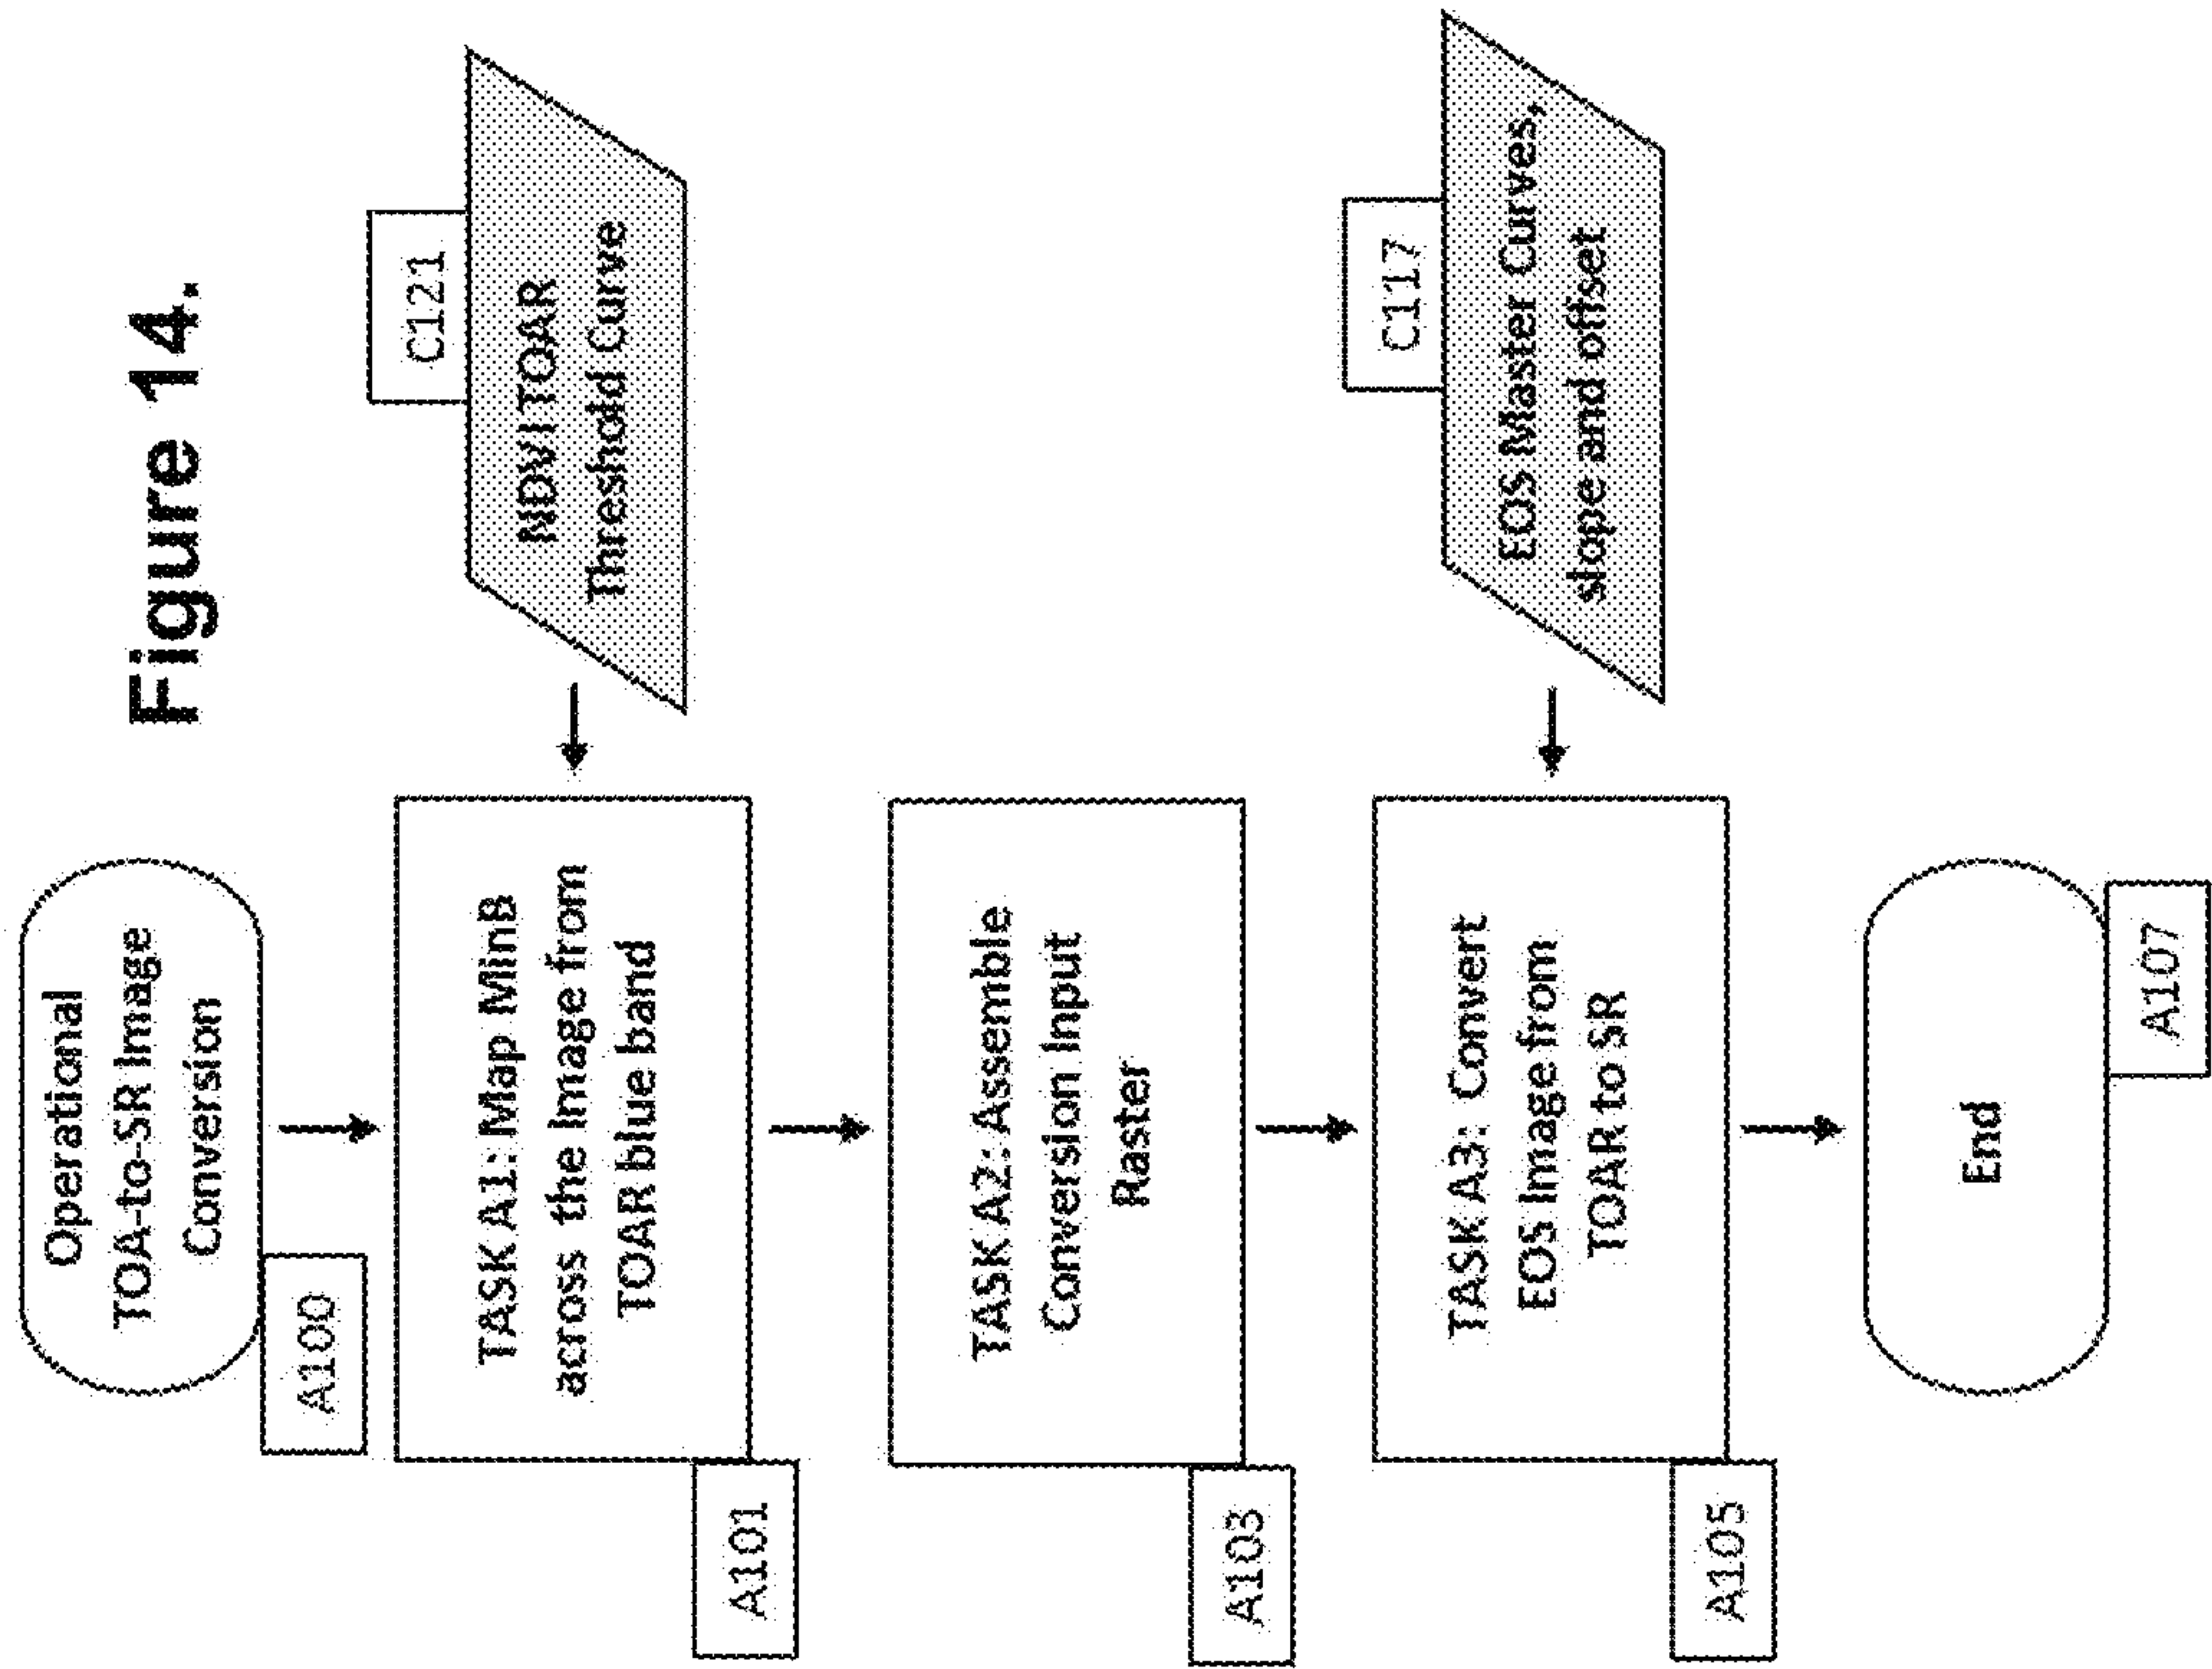 Figure 14.
Operational
TOA-to-SR Image
Conversion
A100
TASK A1: Map MinB
across the Image from
TOAR blue band
A101
NDVI TOAR
Threshold Curve
C121
TASK A2: Assemble
Conversion Input
Raster
A103
TASK A3: Convert
EOS Image from
TOAR to SR
A105
EOS Master Curves,
slope and offset
C117
End
A107